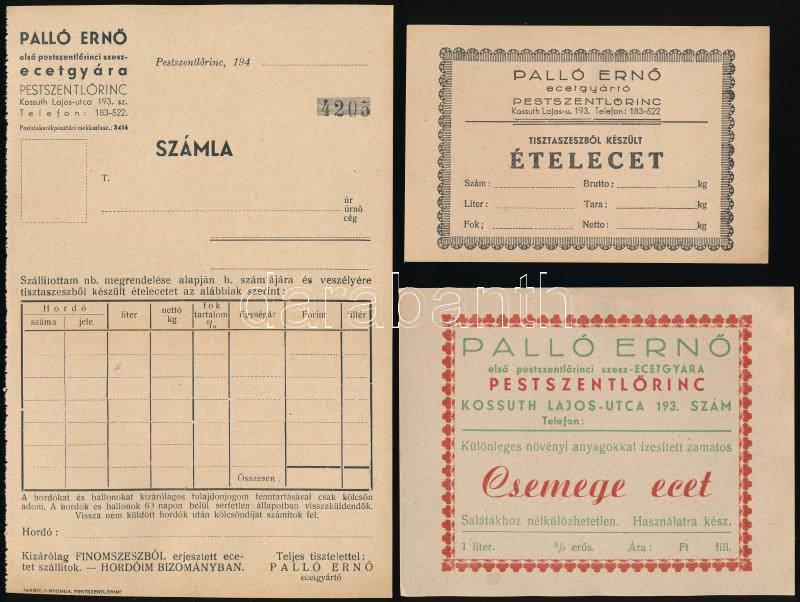 PALLÓ ERNŐ
első pestszentlőrinci szesz-
ecetgyára
PESTSZENTLŐRINC
Kossuth Lajos-utca 193. sz.
Telefon: 183-522.
Postatakarékpénztári csekkszlasz.: 3416
Pestszentlőrinc, 194
4205
SZÁMLA
T.
úr
úrnő
cég
Szállítottam nb. megrendelése alapján b. számlájára és veszélyére
tisztaszeszből készült ételecetet az alábbiak szerint:
Hordó
száma jele liter nettó kg fok tartalom % egységár Forint fillér
Összesen
A hordókat és ballonokat kizárólagos tulajdonjogom fenntartásával csak kölcsön
adom. A hordók és ballonok 60 napon belül sértetlen állapotban visszaküldendők.
Vissza nem küldött hordók után kölcsöndíjat számítok fel.
Hordó:
Kizárólag FINOMSZESZBŐL erjesztett ece-
tet szállítok. — HORDÓIM BIZOMÁNYBAN.
Teljes tisztelettel:
PALLÓ ERNŐ
ecetgyártó
NYOMDA, PESTSZENTLŐRINC
PALLÓ ERNŐ
ecetgyártó
PESTSZENTLŐRINC
Kossuth Lajos-u. 193. Telefon: 183-522
TISZTASZESZBŐL KÉSZÜLT
ÉTELECET
Szám: Brutto: kg
Liter: Tara: kg
Fok; Netto: kg
PALLÓ ERNŐ
első pestszentlőrinci szesz-ECETGYÁRA
PESTSZENTLŐRINC
KOSSUTH LAJOS-UTCA 193. SZÁM
Telefon:
Különleges növényi anyagokkal ízesített zamatos
Csemege ecet
Salátákhoz nélkülözhetetlen. Használatra kész.
1 liter. % erős. Ára: Ft fill.
darabanth